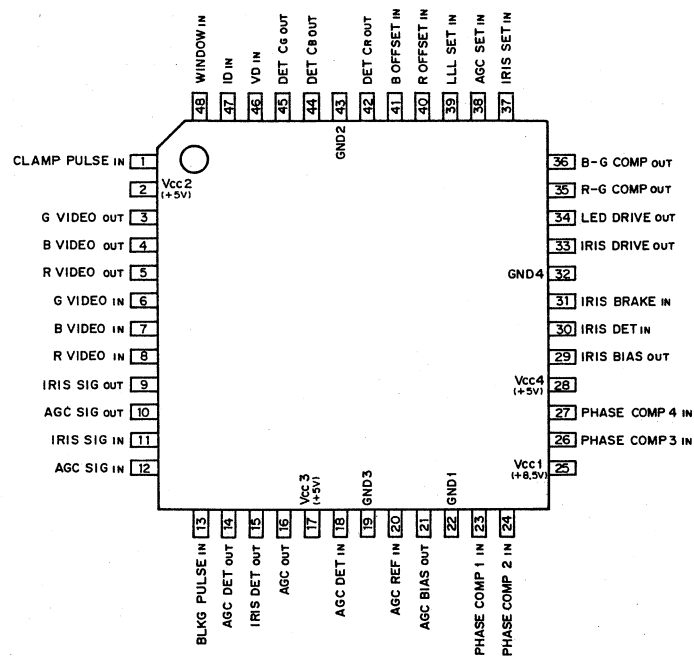 WINDOW IN
ID IN
VD IN
DET CG OUT
DET CB OUT
DET CR OUT
B OFFSET IN
R OFFSET IN
LLL SET IN
AGC SET IN
IRIS SET IN
48
47
46
45
44
43
42
41
40
39
38
37
GND2
CLAMP PULSE IN 1
2 Vcc2
(+5V)
G VIDEO OUT 3
B VIDEO OUT 4
R VIDEO OUT 5
G VIDEO IN 6
B VIDEO IN 7
R VIDEO IN 8
IRIS SIG OUT 9
AGC SIG OUT 10
IRIS SIG IN 11
AGC SIG IN 12
36 B-G COMP OUT
35 R-G COMP OUT
34 LED DRIVE OUT
33 IRIS DRIVE OUT
GND4 32
31 IRIS BRAKE IN
30 IRIS DET IN
29 IRIS BIAS OUT
Vcc4 28
(+5V)
27 PHASE COMP 4 IN
26 PHASE COMP 3 IN
Vcc1 25
(+8.5V)
Vcc3
(+5V)
GND3
GND1
13
14
15
16
17
18
19
20
21
22
23
24
BLKG PULSE IN
AGC DET OUT
IRIS DET OUT
AGC OUT
AGC DET IN
AGC REF IN
AGC BIAS OUT
PHASE COMP 1 IN
PHASE COMP 2 IN